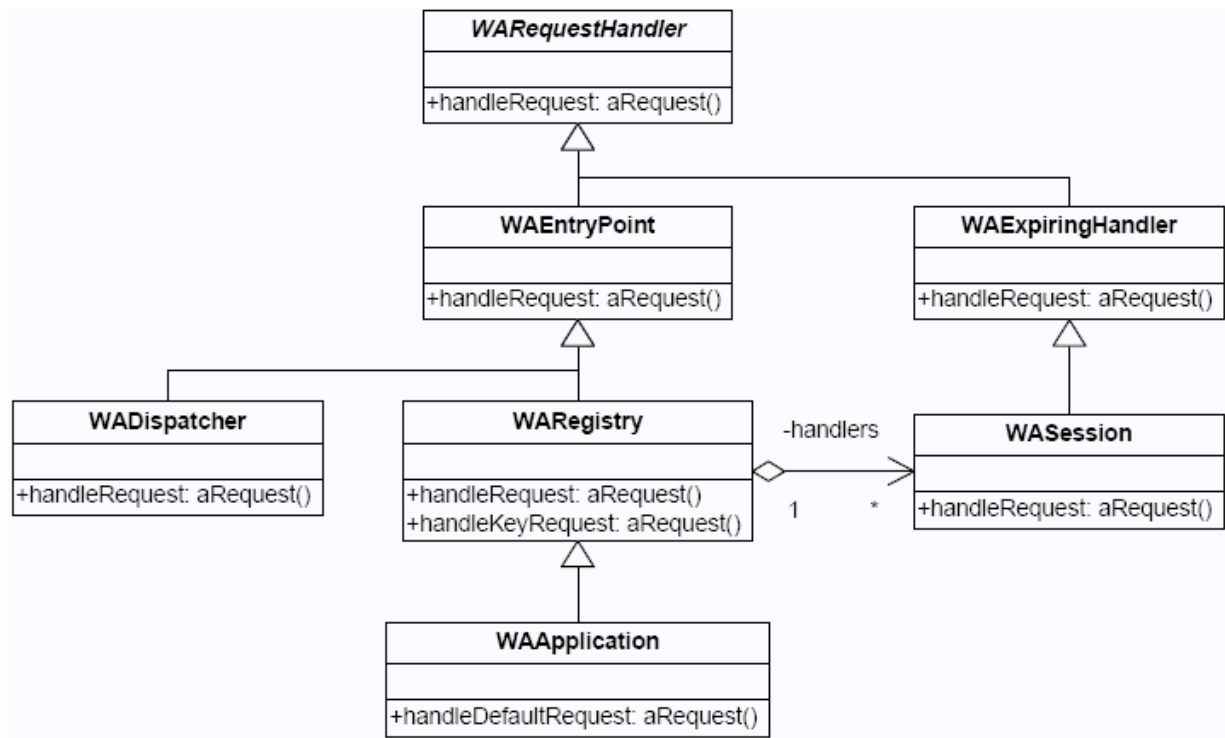 WARequestHandler
+handleRequest: aRequest()
WAEntryPoint
+handleRequest: aRequest()
WAExpiringHandler
+handleRequest: aRequest()
WADispatcher
+handleRequest: aRequest()
WARegistry
+handleRequest: aRequest()
+handleKeyRequest: aRequest()
-handlers
1
*
WASession
+handleRequest: aRequest()
WAApplication
+handleDefaultRequest: aRequest()